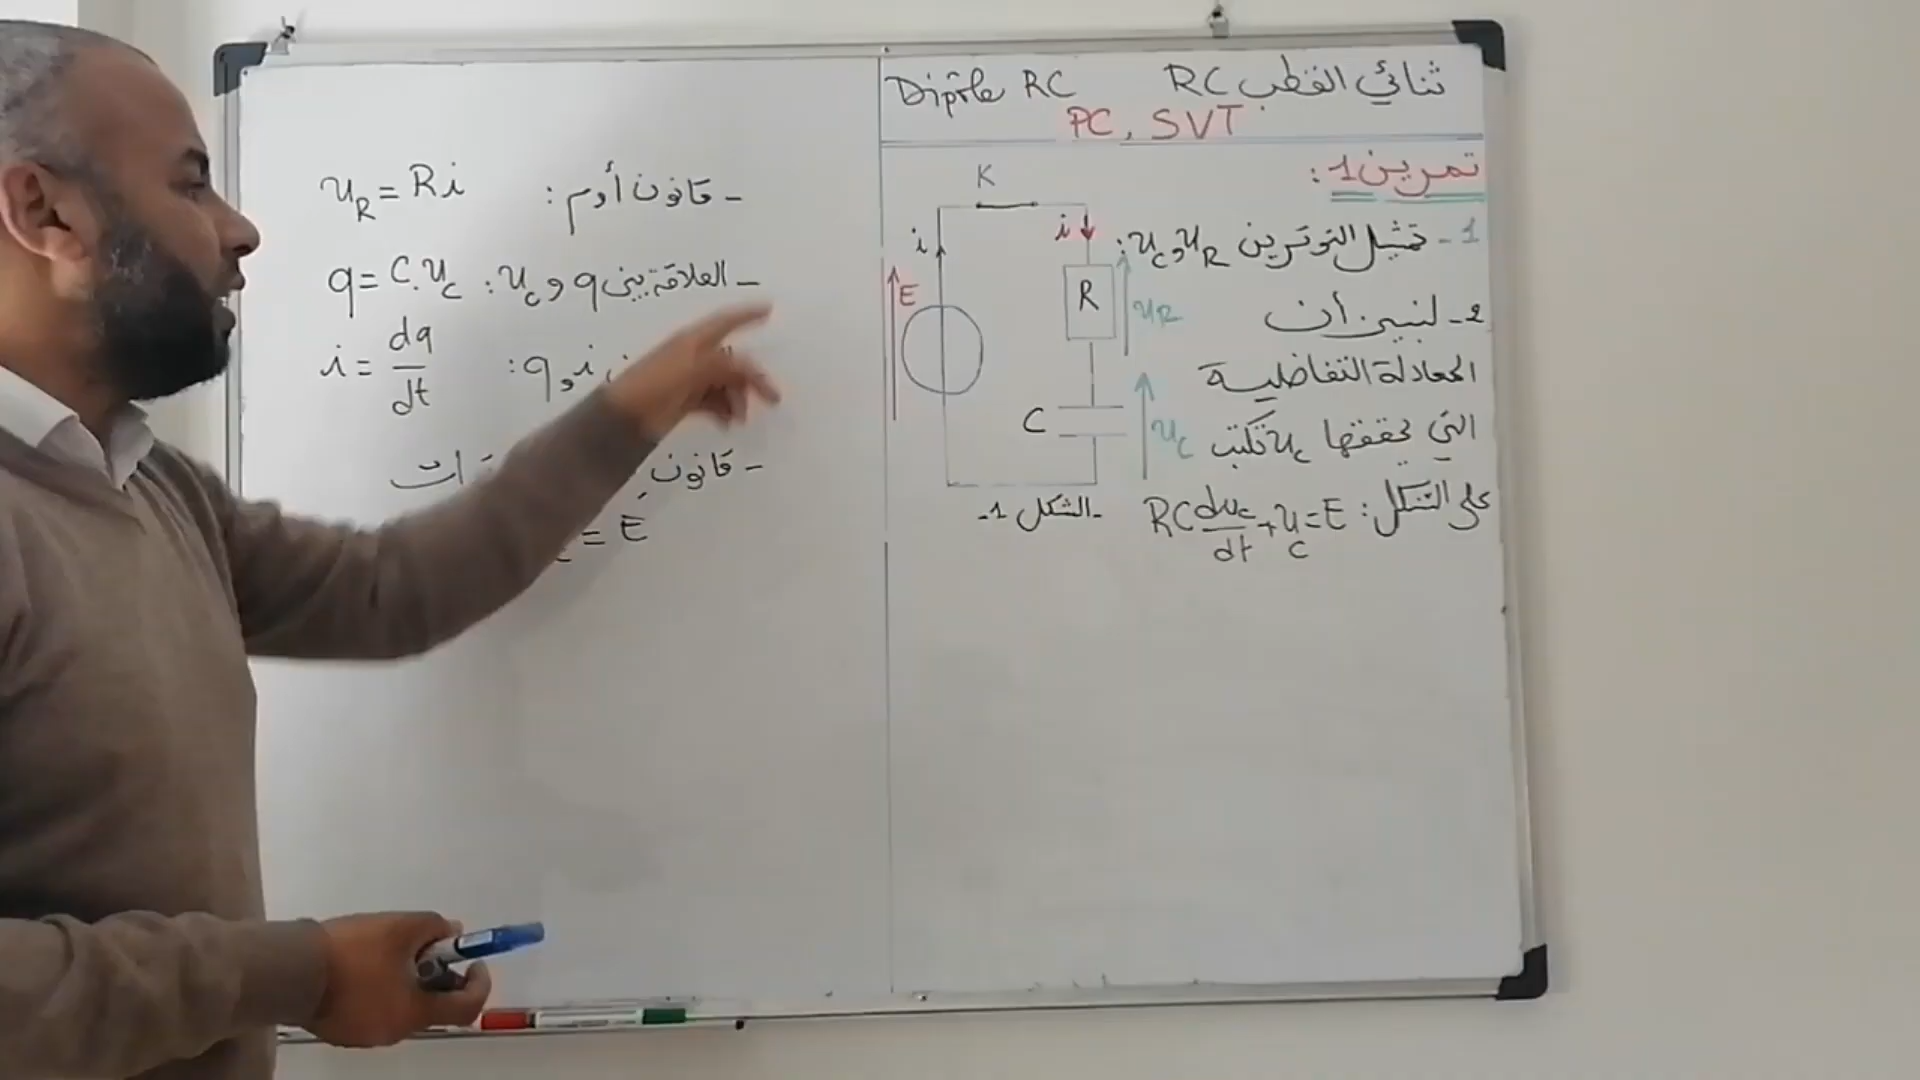 Dipôle RC ثنائي القطب RC
PC, SVT
تمرين 1:
1- تمثيل التوترين uR و uC:
2- لنبين أن
المعادلة التفاضلية
التي تحققها uC تكتب
على الشكل: RC duC/dt + uC = E
K
i
i
E
R
uR
C
uC
-الشكل 1-
- قانون أوم: uR = Ri
- العلاقة بين q و uC: q = C.uC
i و q: i = dq/dt
- قانون
= E